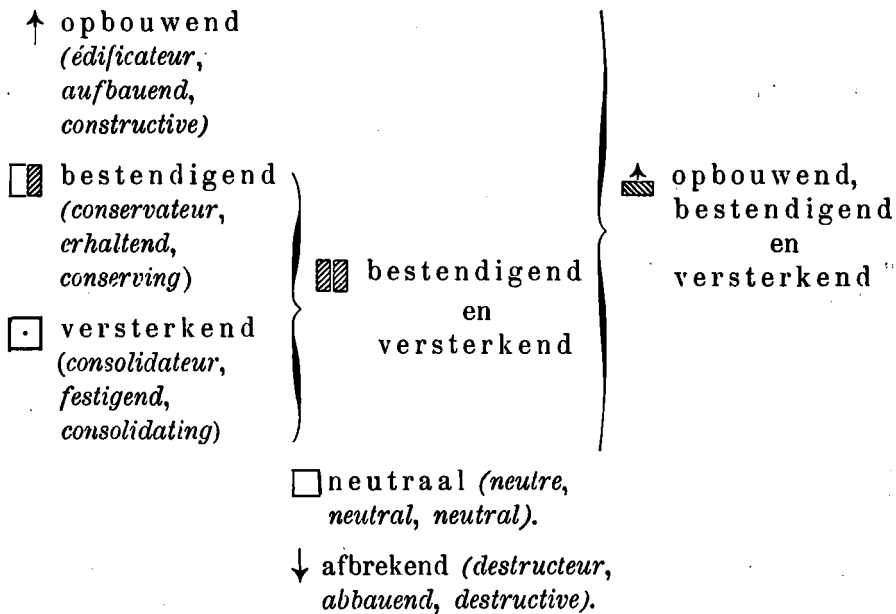 opbouwend
(édificateur,
aufbauend,
constructive)
bestendigend
(conservateur,
erhaltend,
conserving)
versterkend
(consolidateur,
festigend,
consolidating)
bestendigend
en
versterkend
opbouwend,
bestendigend
en
versterkend
neutraal (neutre,
neutral, neutral).
afbrekend (destructeur,
abbauend, destructive).